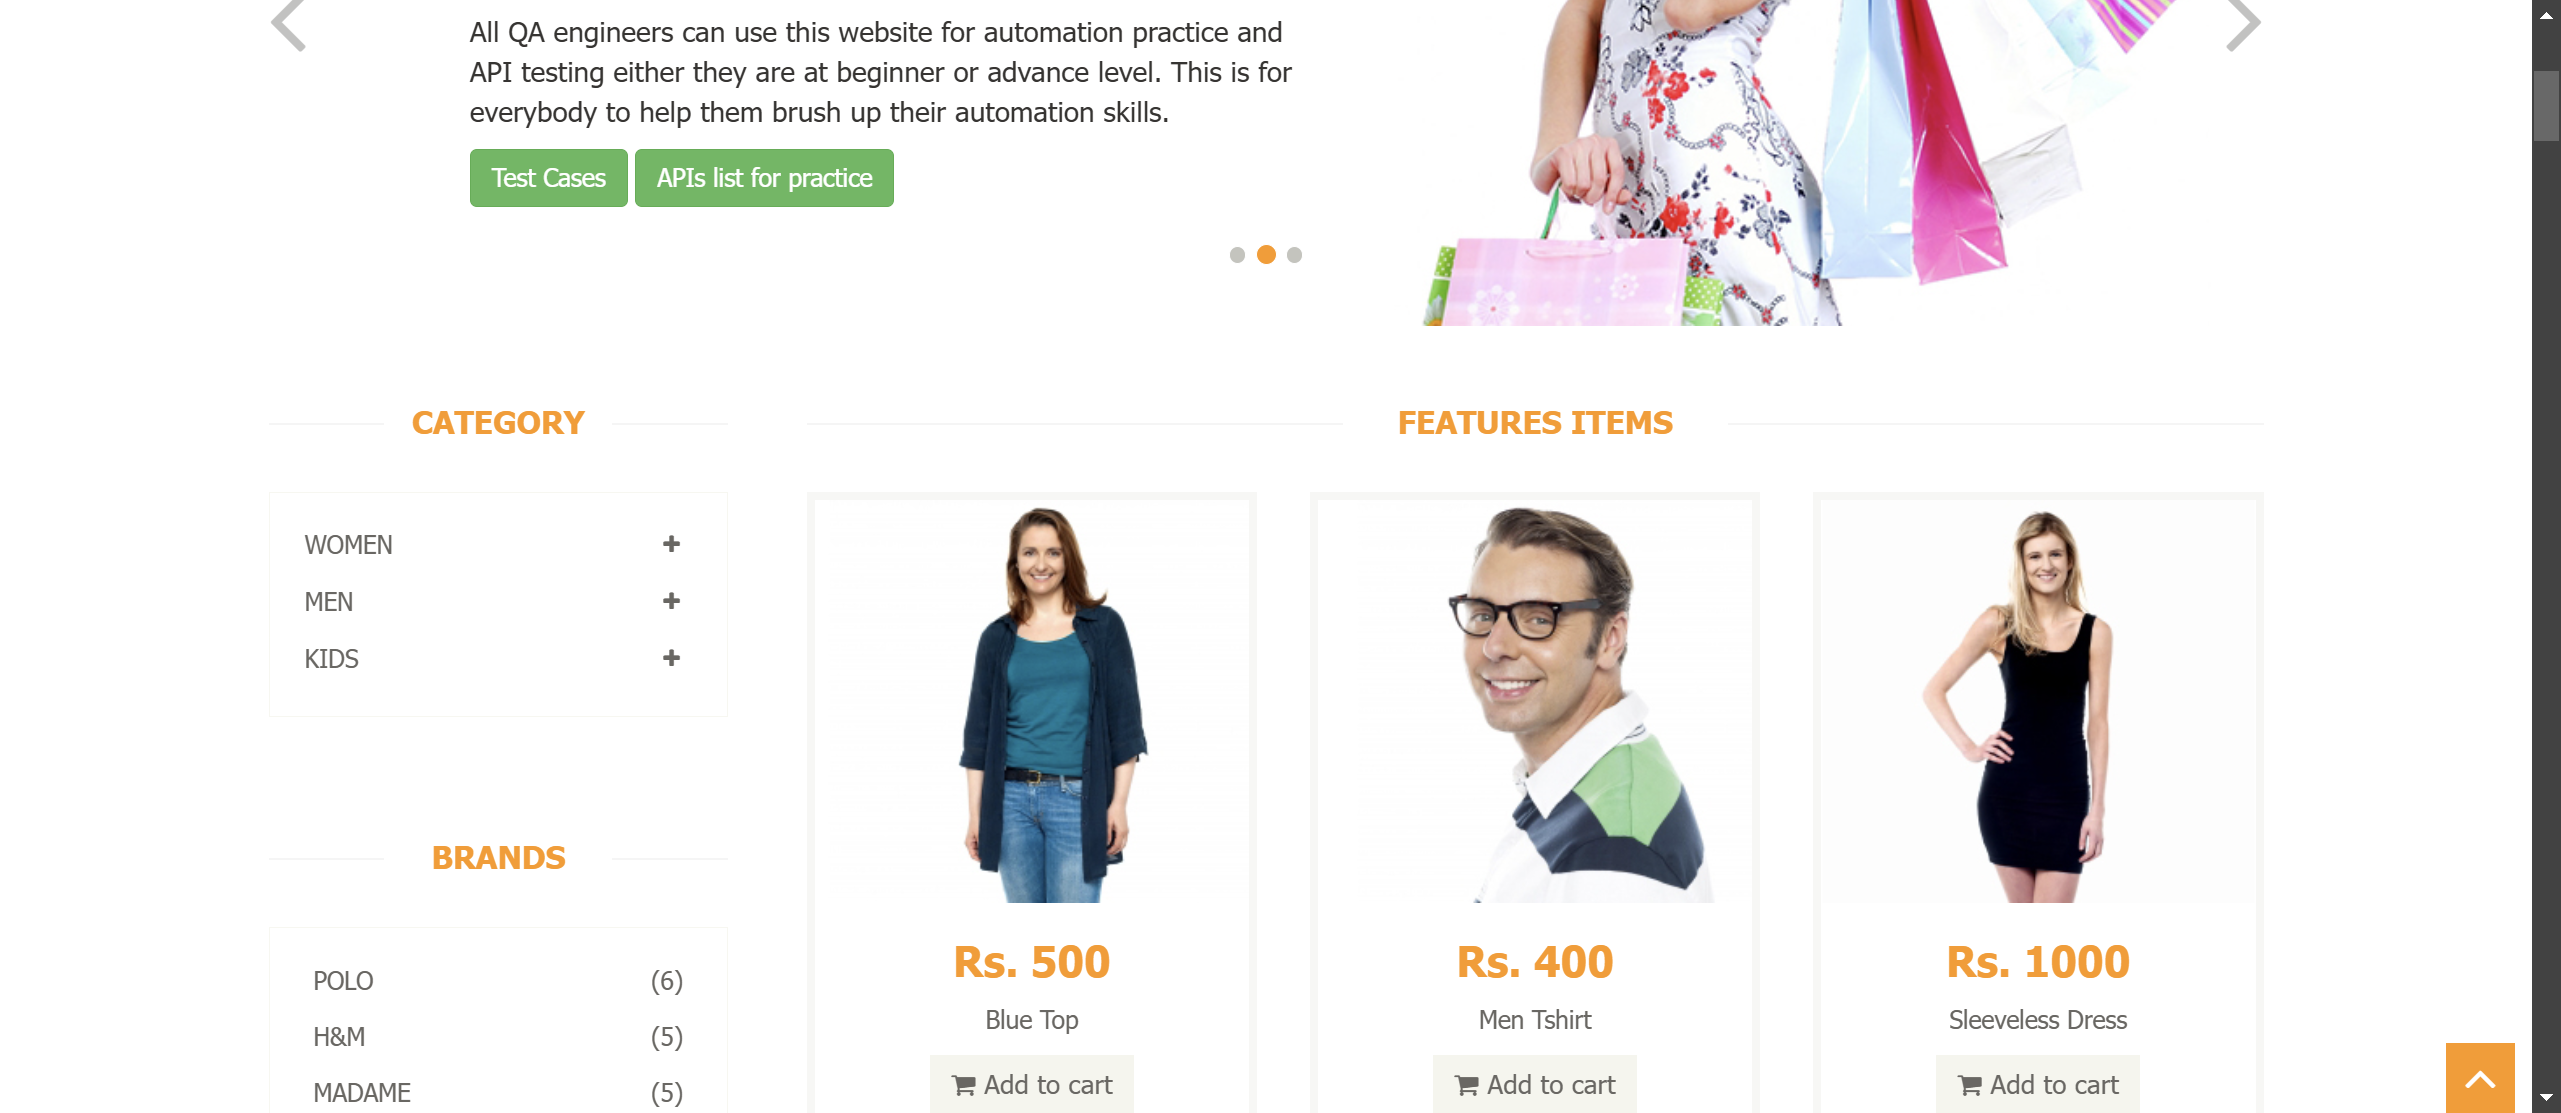 All QA engineers can use this website for automation practice and
API testing either they are at beginner or advance level. This is for
everybody to help them brush up their automation skills.
Test Cases APIs list for practice
CATEGORY
WOMEN
MEN
KIDS
BRANDS
POLO (6)
H&M (5)
MADAME (5)
FEATURES ITEMS
Rs. 500
Blue Top
Add to cart
Rs. 400
Men Tshirt
Add to cart
Rs. 1000
Sleeveless Dress
Add to cart